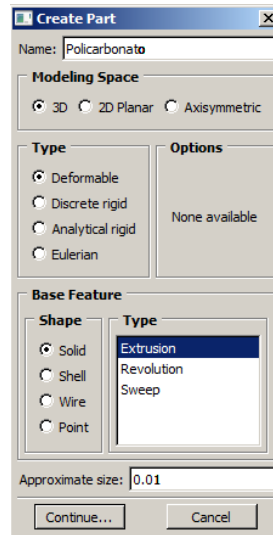 Create Part
Name: Policarbonato
Modeling Space
3D 2D Planar Axisymmetric
Type
Deformable
Discrete rigid
Analytical rigid
Eulerian
Options
None available
Base Feature
Shape
Solid
Shell
Wire
Point
Type
Extrusion
Revolution
Sweep
Approximate size: 0.01
Continue... Cancel